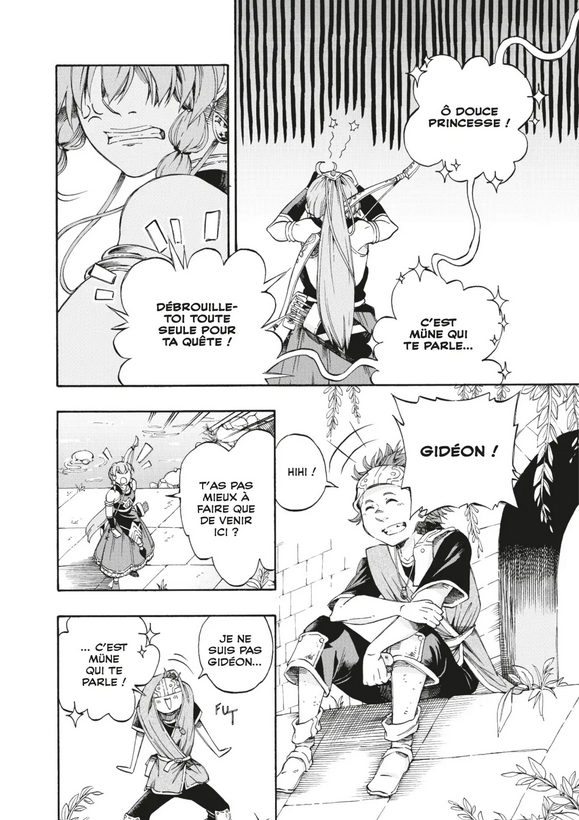 Ô DOUCE
PRINCESSE !
C'EST
MÜNE QUI
TE PARLE...
DÉBROUILLE-
TOI TOUTE
SEULE POUR
TA QUÊTE !
GIDÉON !
HIHI !
T'AS PAS
MIEUX À
FAIRE QUE
DE VENIR
ICI ?
JE NE
SUIS PAS
GIDÉON...
... C'EST
MÜNE
QUI TE
PARLE !
FUT